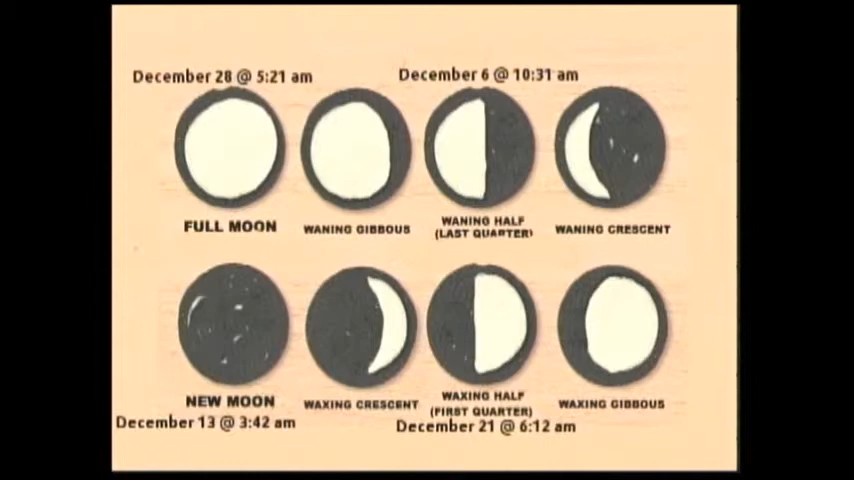 December 28 @ 5:21 am
December 6 @ 10:31 am
FULL MOON
WANING GIBBOUS
WANING HALF
(LAST QUARTER)
WANING CRESCENT
NEW MOON
WAXING CRESCENT
WAXING HALF
(FIRST QUARTER)
WAXING GIBBOUS
December 13 @ 3:42 am
December 21 @ 6:12 am